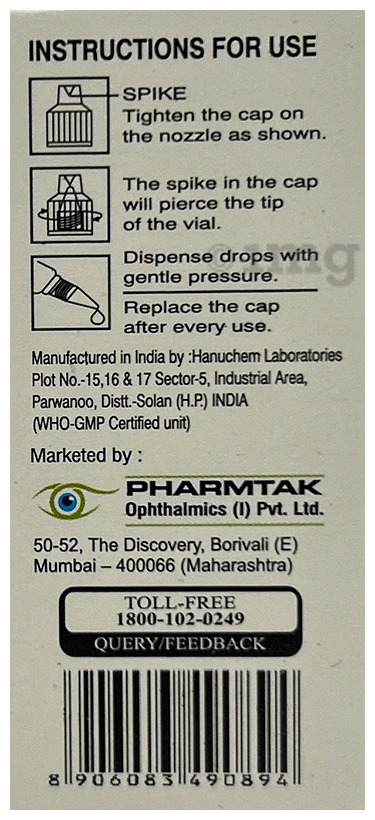 INSTRUCTIONS FOR USE
SPIKE
Tighten the cap on
the nozzle as shown.
The spike in the cap
will pierce the tip
of the vial.
1mg
Dispense drops with
gentle pressure.
Replace the cap
after every use.
Manufactured in India by :Hanuchem Laboratories
Plot No.-15,16 & 17 Sector-5, Industrial Area,
Parwanoo, Distt.-Solan (H.P.) INDIA
(WHO-GMP Certified unit)
Marketed by :
PHARMTAK
Ophthalmics (I) Pvt. Ltd.
50-52, The Discovery, Borivali (E)
Mumbai – 400066 (Maharashtra)
TOLL-FREE
1800-102-0249
QUERY/FEEDBACK
8 906083 490894